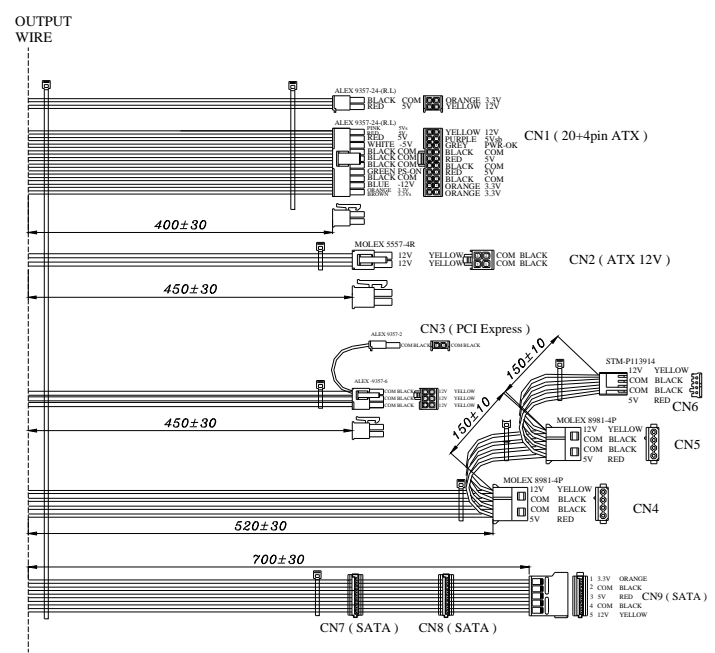 OUTPUT
WIRE
ALEX 9357-24-(R.L)
BLACK COM ORANGE 3.3V
RED 5V YELLOW 12V
ALEX 9357-24-(R.L)
PINK 5Vs
RED 5V
RED 5V
WHITE -5V
BLACK COM
BLACK COM
BLACK COM
GREEN PS-ON
BLACK COM
BLUE -12V
ORANGE 3.3V
BROWN 3.3Vs
YELLOW 12V
PURPLE 5Vsb
GREY PWR-OK
BLACK COM
RED 5V
BLACK COM
RED 5V
BLACK COM
ORANGE 3.3V
ORANGE 3.3V
CN1 ( 20+4pin ATX )
400±30
MOLEX 5557-4R
12V YELLOW COM BLACK
12V YELLOW COM BLACK
CN2 ( ATX 12V )
450±30
CN3 ( PCI Express )
ALEX 9357-2
COM BLACK COM BLACK
ALEX -9357-6
COM BLACK 12V YELLOW
COM BLACK 12V YELLOW
COM BLACK 12V YELLOW
450±30
150±10
STM-P113914
12V YELLOW
COM BLACK
COM BLACK
5V RED
CN6
150±10
MOLEX 8981-4P
12V YELLOW
COM BLACK
COM BLACK
5V RED
CN5
MOLEX 8981-4P
12V YELLOW
COM BLACK
COM BLACK
5V RED
CN4
520±30
700±30
1 3.3V ORANGE
2 COM BLACK
3 5V RED
4 COM BLACK
5 12V YELLOW
CN9 ( SATA )
CN7 ( SATA )
CN8 ( SATA )